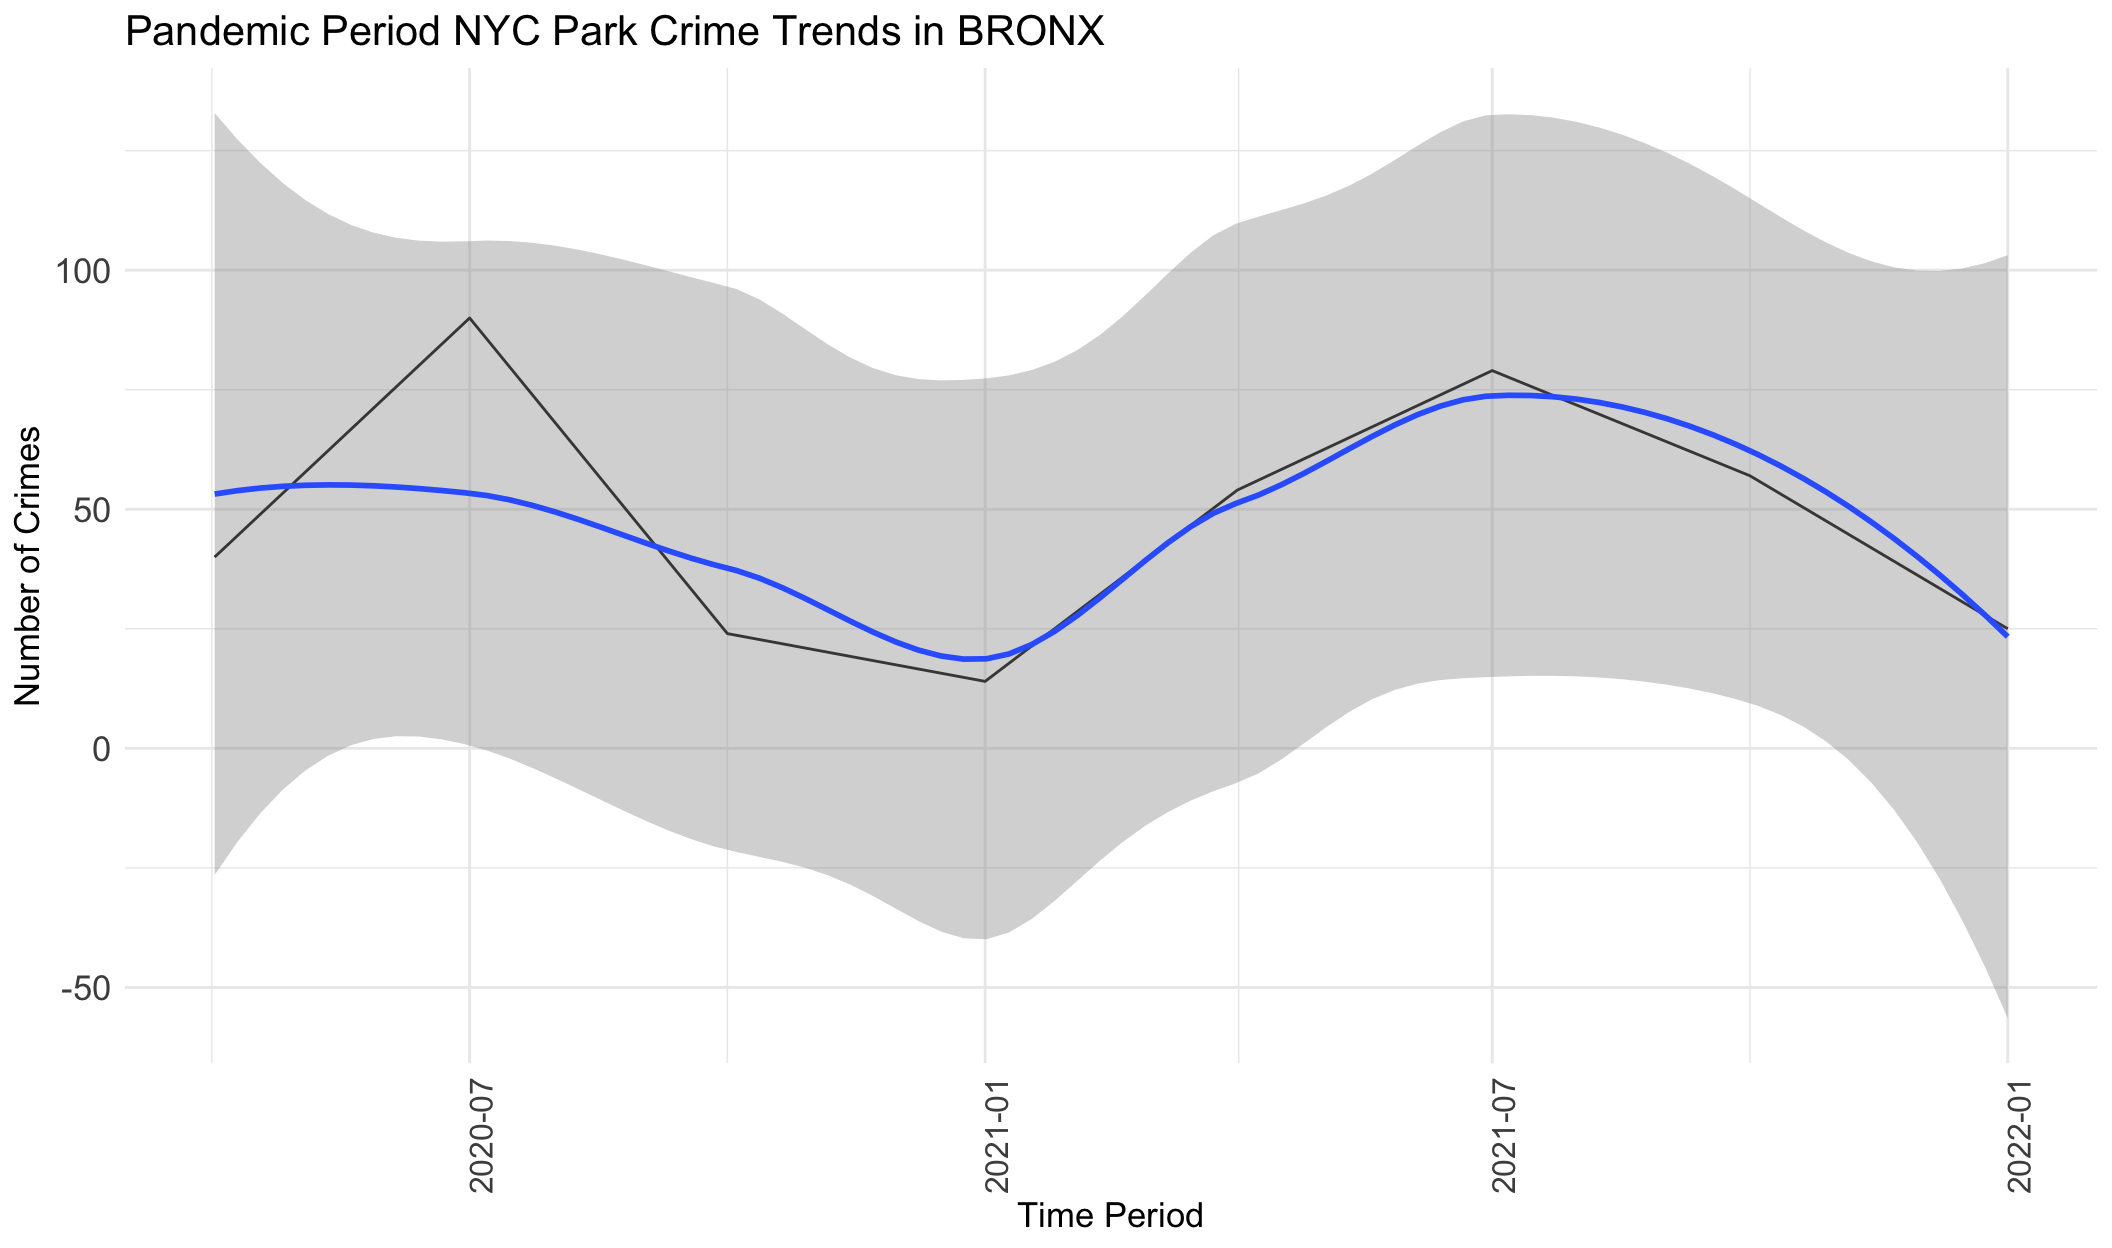 Pandemic Period NYC Park Crime Trends in BRONX
Number of Crimes
100
50
0
-50
2020-07
2021-01
2021-07
2022-01
Time Period